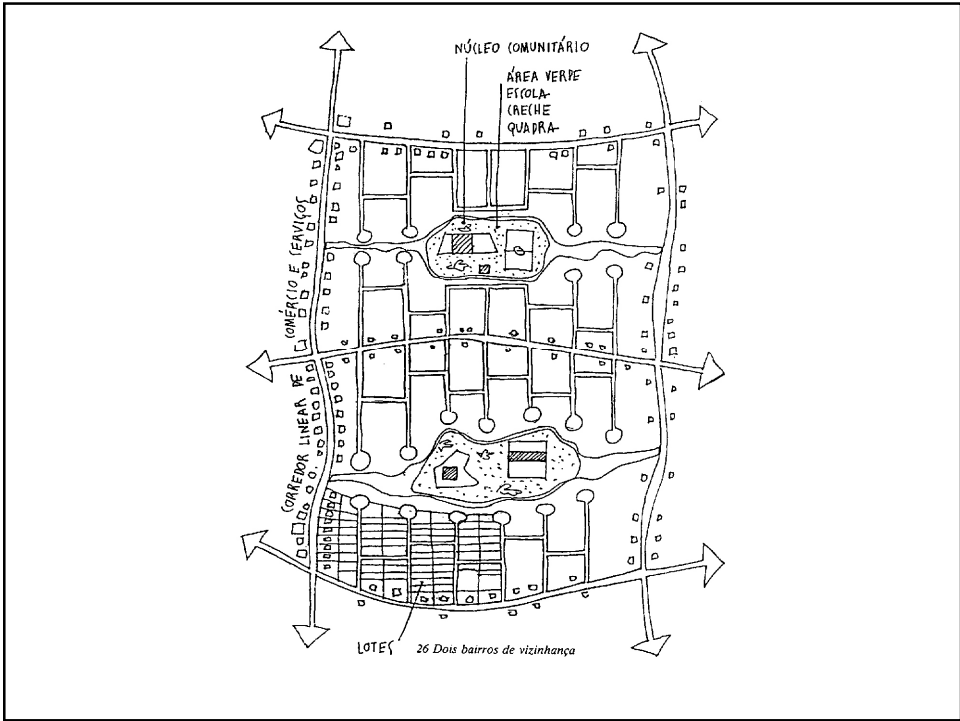 NÚCLEO COMUNITÁRIO
ÁREA VERDE
ESCOLA
CRECHE
QUADRA
CORREDOR LINEAR DE COMÉRCIO E SERVIÇOS
LOTES
26 Dois bairros de vizinhança